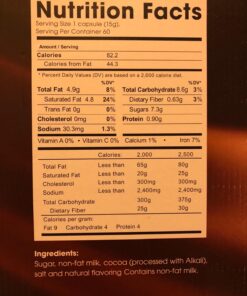 Nutrition Facts
Serving Size 1 capsule (15g),
Serving Per Container 60
Amount / Serving
Calories 82.2
Calories from Fat 44.3
* Percent Daily Values (DV) are based on a 2,000 calorie diet.
%DV* %DV*
Total Fat 4.9g 8% Total Carbohydrate 8.6g 3%
Saturated Fat 4.8 24% Dietary Fiber 0.63g 3%
Trans Fat 0g 0% Sugars 7.3g
Cholesterol 0mg 0% Protein 0.90g
Sodium 30.3mg 1.3%
Vitamin A 0% • Vitamin C 0% Calcium 1% • Iron 7%
Calories: 2,000 2,500
Total Fat Less than 65g 80g
Saturated Fat Less than 20g 25g
Cholesterol Less than 300mg 300mg
Sodium Less than 2,400mg 2,400mg
Total Carbohydrate 300g 375g
Dietary Fiber 25g 30g
Calories per gram:
Fat 9 Carbohydrate 4 Protein 4
Ingredients:
Sugar, non-fat milk, cocoa (processed with Alkali),
salt and natural flavoring Contains non-fat milk.